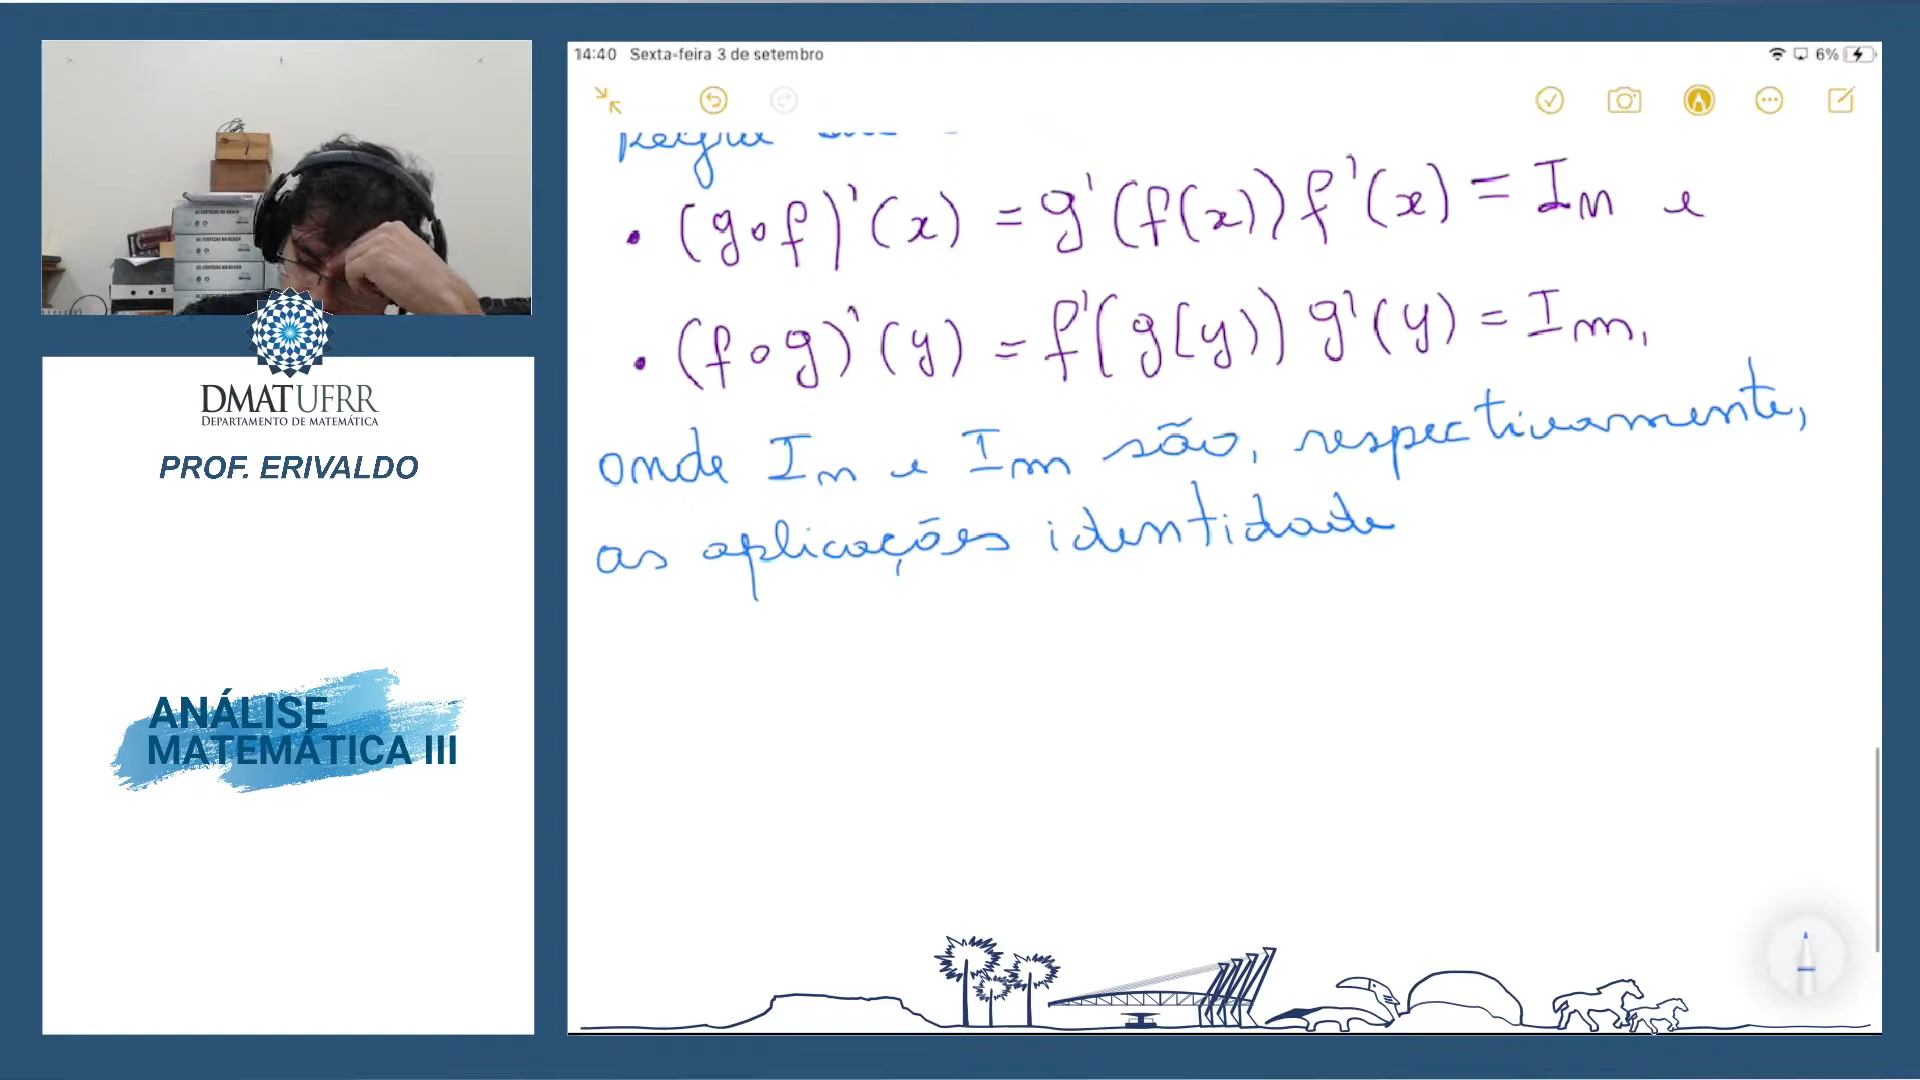 14:40 Sexta-feira 3 de setembro
6%
• (g∘f)'(x) = g'(f(x)) f'(x) = In e
• (f∘g)'(y) = f'(g(y)) g'(y) = Im,
onde In e Im são, respectivamente,
as aplicações identidade
DMATUFRR
DEPARTAMENTO DE MATEMÁTICA
PROF. ERIVALDO
ANÁLISE
MATEMÁTICA III